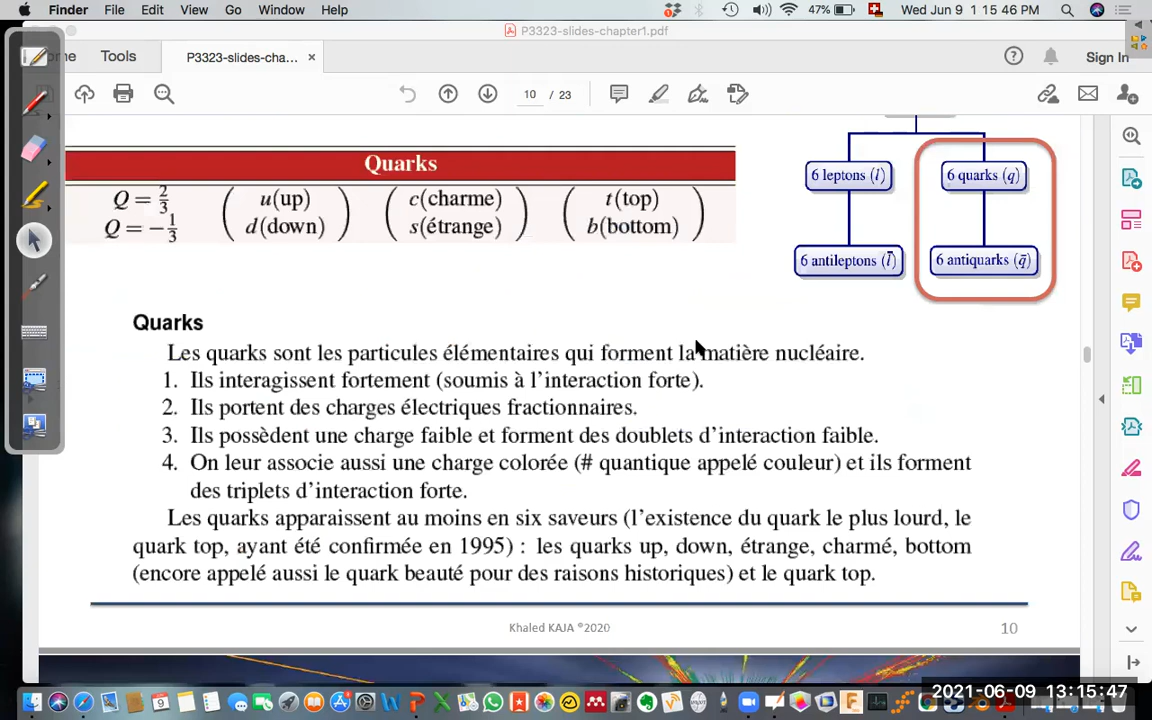 Finder File Edit View Go Window Help 47% Wed Jun 9 1 15 46 PM
P3323-slides-chapter1.pdf
Tools P3323-slides-cha... × Sign In
10 / 23
Quarks
Q = 2/3 u(up) c(charme) t(top)
Q = −1/3 d(down) s(étrange) b(bottom)
6 leptons (l) 6 quarks (q)
6 antileptons (l̄) 6 antiquarks (q̄)
Quarks
Les quarks sont les particules élémentaires qui forment la matière nucléaire.
1. Ils interagissent fortement (soumis à l’interaction forte).
2. Ils portent des charges électriques fractionnaires.
3. Ils possèdent une charge faible et forment des doublets d’interaction faible.
4. On leur associe aussi une charge colorée (# quantique appelé couleur) et ils forment
des triplets d’interaction forte.
Les quarks apparaissent au moins en six saveurs (l’existence du quark le plus lourd, le
quark top, ayant été confirmée en 1995) : les quarks up, down, étrange, charmé, bottom
(encore appelé aussi le quark beauté pour des raisons historiques) et le quark top.
Khaled KAJA ©2020 10
2021-06-09 13:15:47